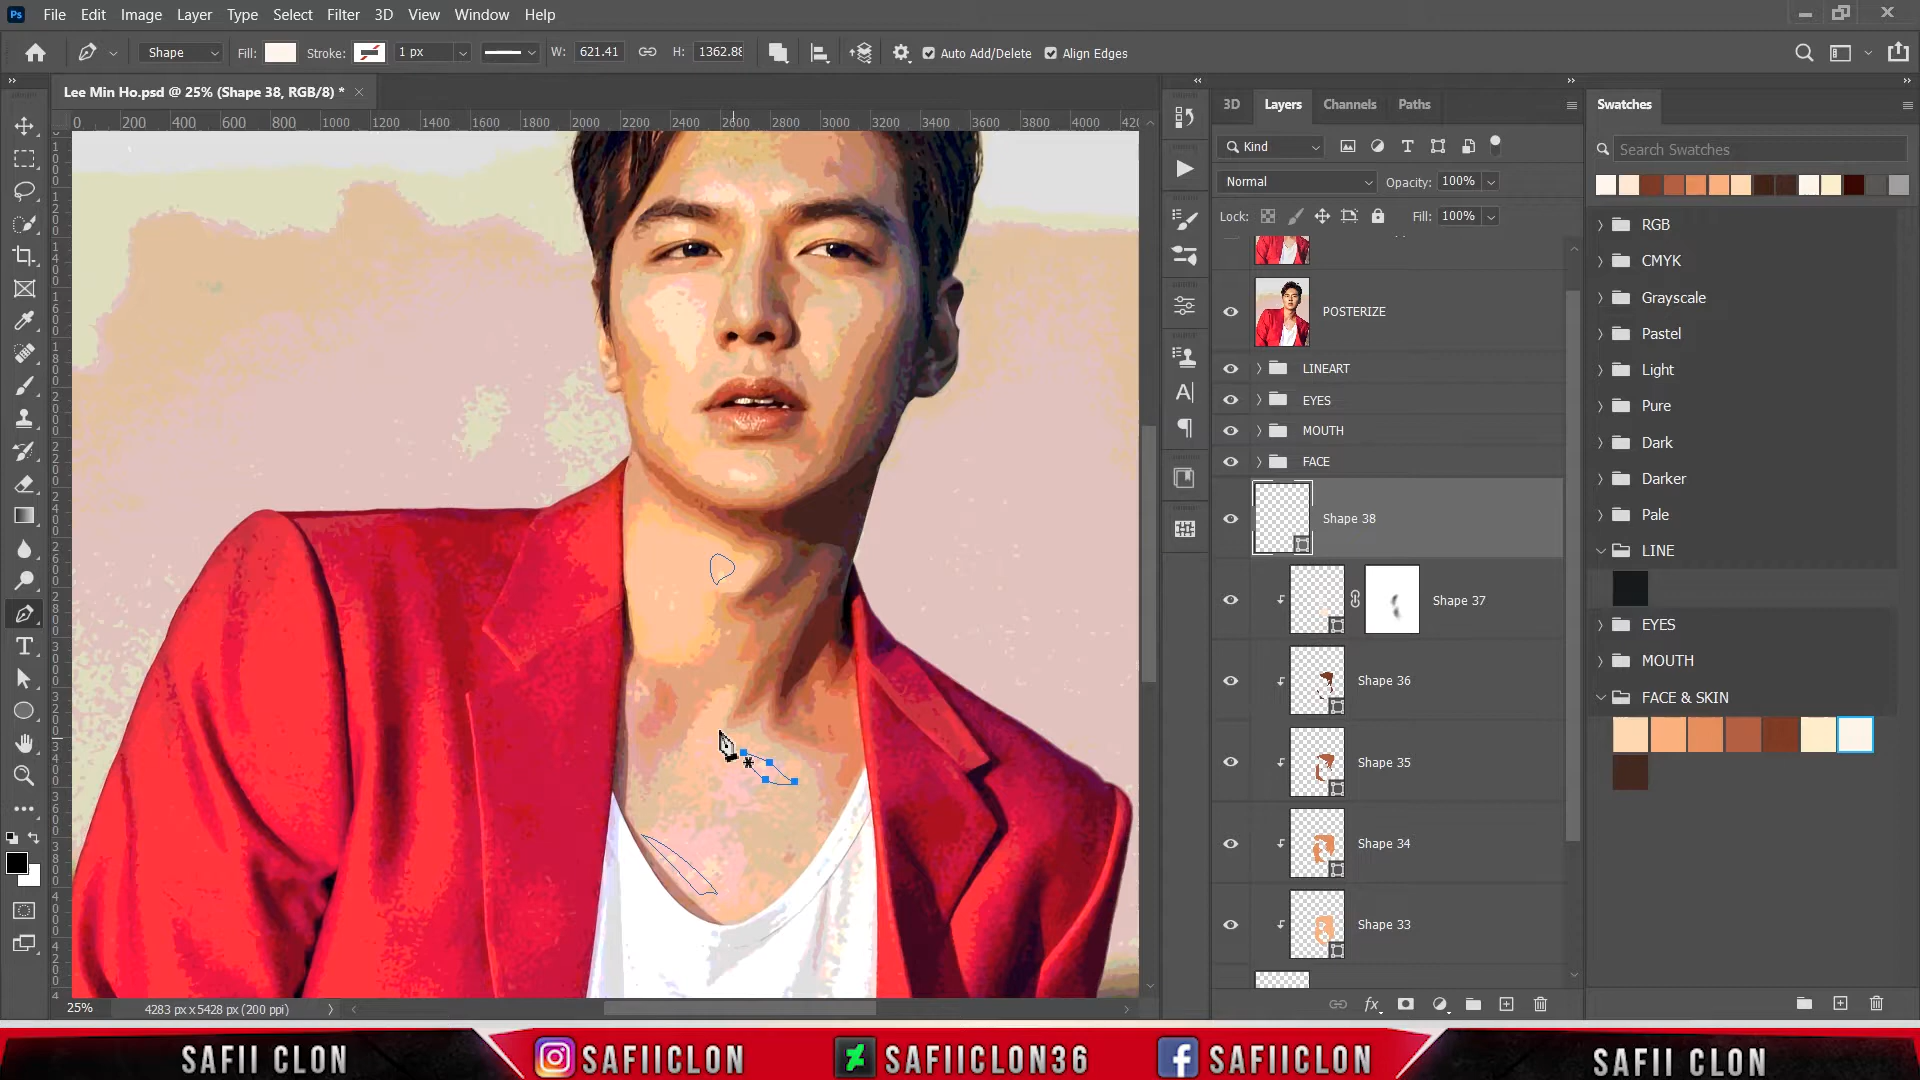 Ps File Edit Image Layer Type Select Filter 3D View Window Help
Shape Fill: Stroke: 1 px W: 621.41 H: 1362.88 Auto Add/Delete Align Edges
Lee Min Ho.psd @ 25% (Shape 38, RGB/8) *
0 200 400 600 800 1000 1200 1400 1600 1800 2000 2200 2400 2600 2800 3000 3200 3400 3600 3800 4000 420
3D Layers Channels Paths
Swatches
Kind
Search Swatches
Normal Opacity: 100%
Lock: Fill: 100%
POSTERIZE
LINEART
EYES
MOUTH
FACE
Shape 38
Shape 37
Shape 36
Shape 35
Shape 34
Shape 33
RGB
CMYK
Grayscale
Pastel
Light
Pure
Dark
Darker
Pale
LINE
EYES
MOUTH
FACE & SKIN
25% 4283 px x 5428 px (200 ppi)
fx
SAFII CLON SAFIICLON SAFIICLON36 SAFIICLON SAFII CLON